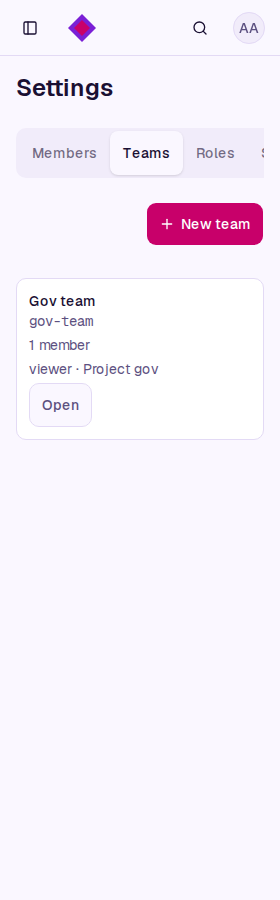 AA
Settings
Members
Teams
Roles
New team
Gov team
gov-team
1 member
viewer · Project gov
Open